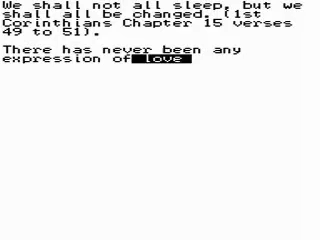 We shall not all sleep, but we
shall all be changed. (1st
Corinthians Chapter 15 verses
49 to 51).
There has never been any
expression of love